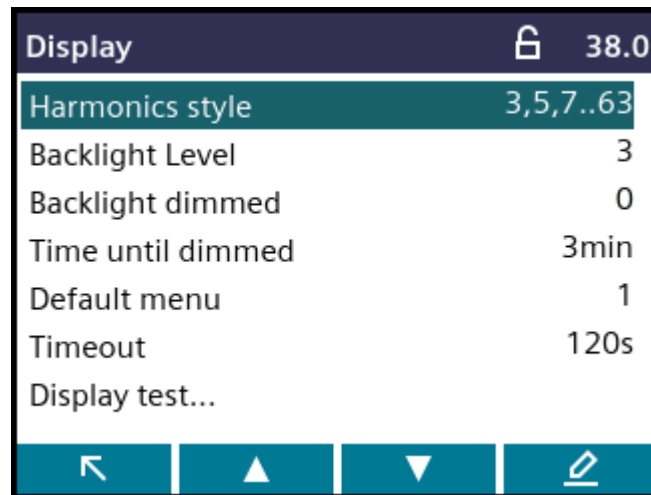 Display 38.0
Harmonics style 3,5,7..63
Backlight Level 3
Backlight dimmed 0
Time until dimmed 3min
Default menu 1
Timeout 120s
Display test...